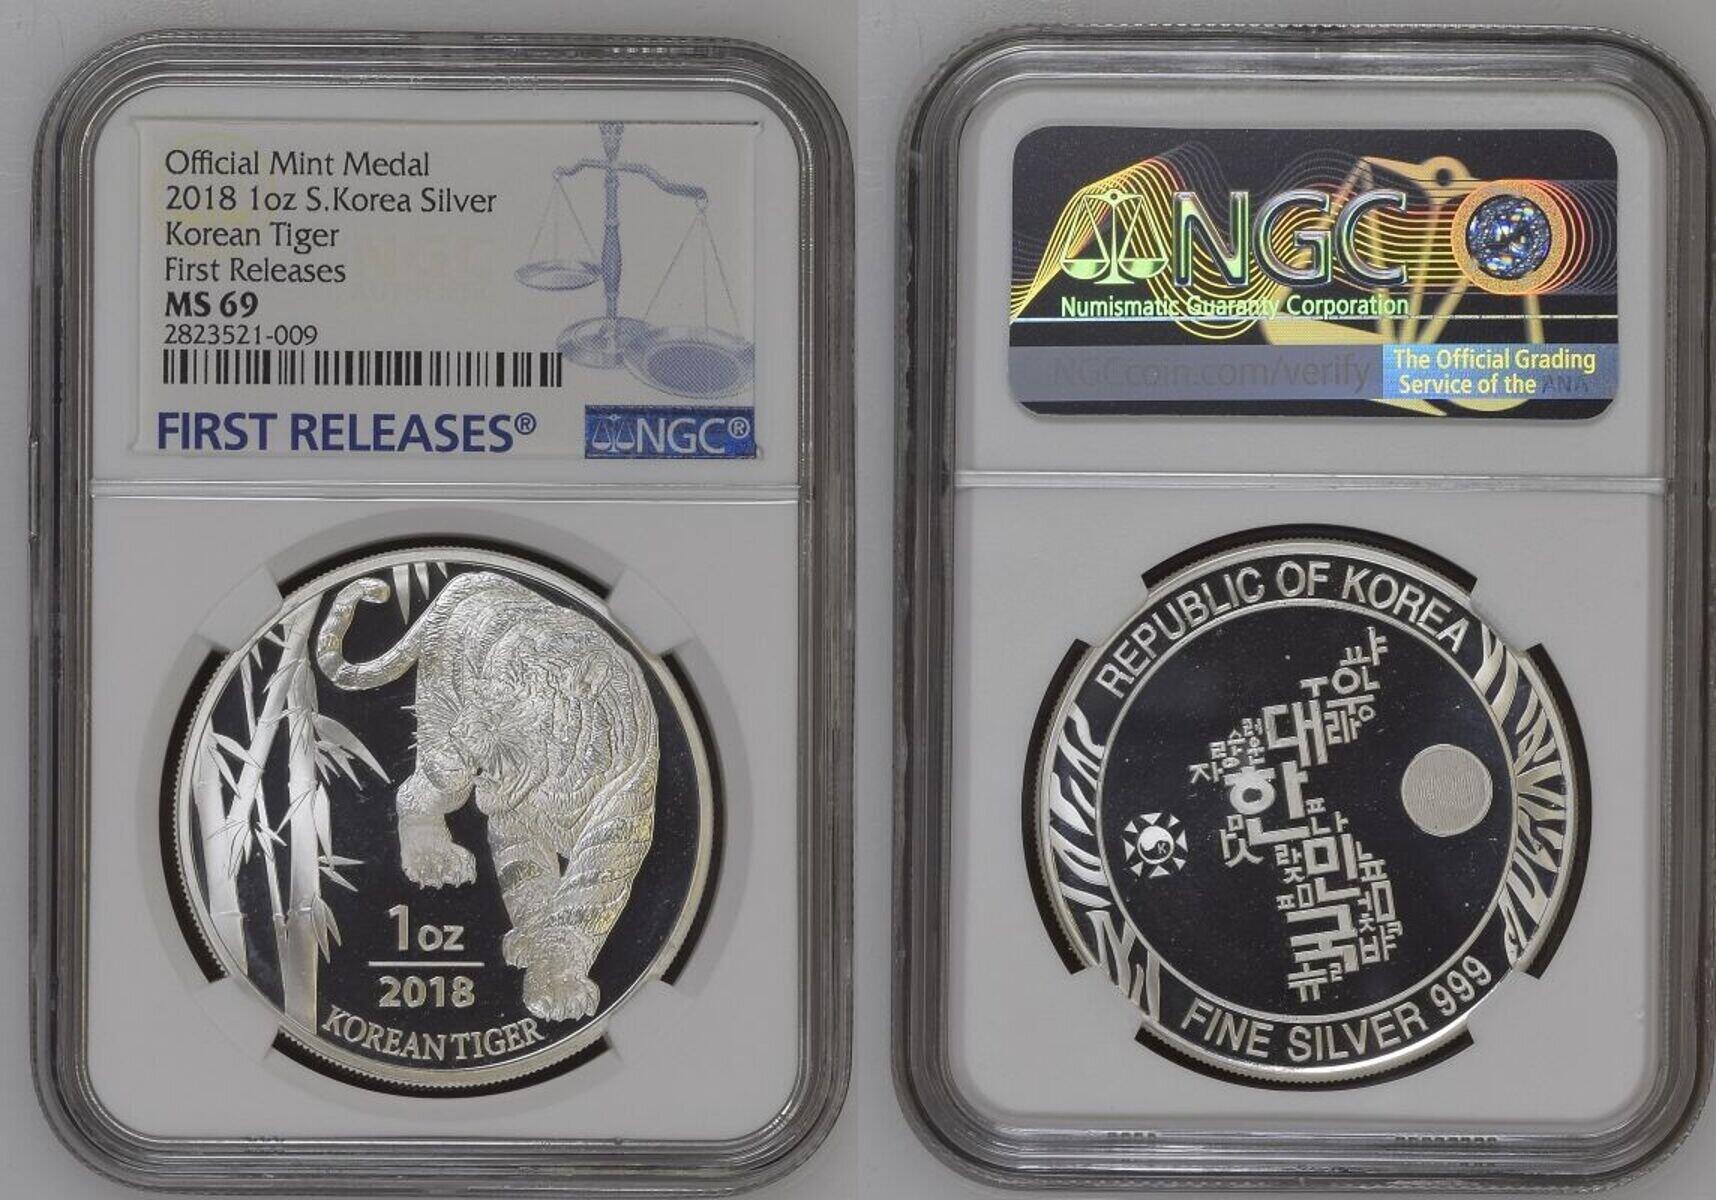 Official Mint Medal
2018 1oz S.Korea Silver
Korean Tiger
First Releases
MS 69
2823521-009
FIRST RELEASES®
NGC®
1oz
2018
KOREAN TIGER
NGC
Numismatic Guaranty Corporation
NGCcoin.com/verify
The Official Grading
Service of the ANA
REPUBLIC OF KOREA
대
한
민
국
K
FINE SILVER 999